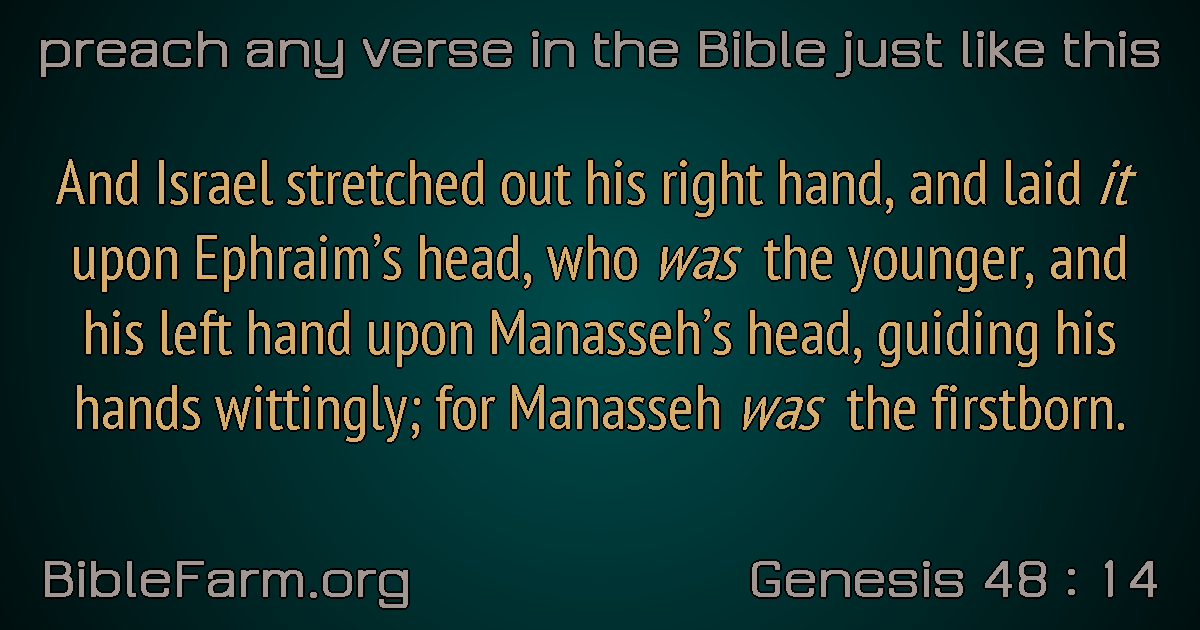 preach any verse in the Bible just like this
And Israel stretched out his right hand, and laid it
upon Ephraim’s head, who was the younger, and
his left hand upon Manasseh’s head, guiding his
hands wittingly; for Manasseh was the firstborn.
BibleFarm.org
Genesis 48 : 14